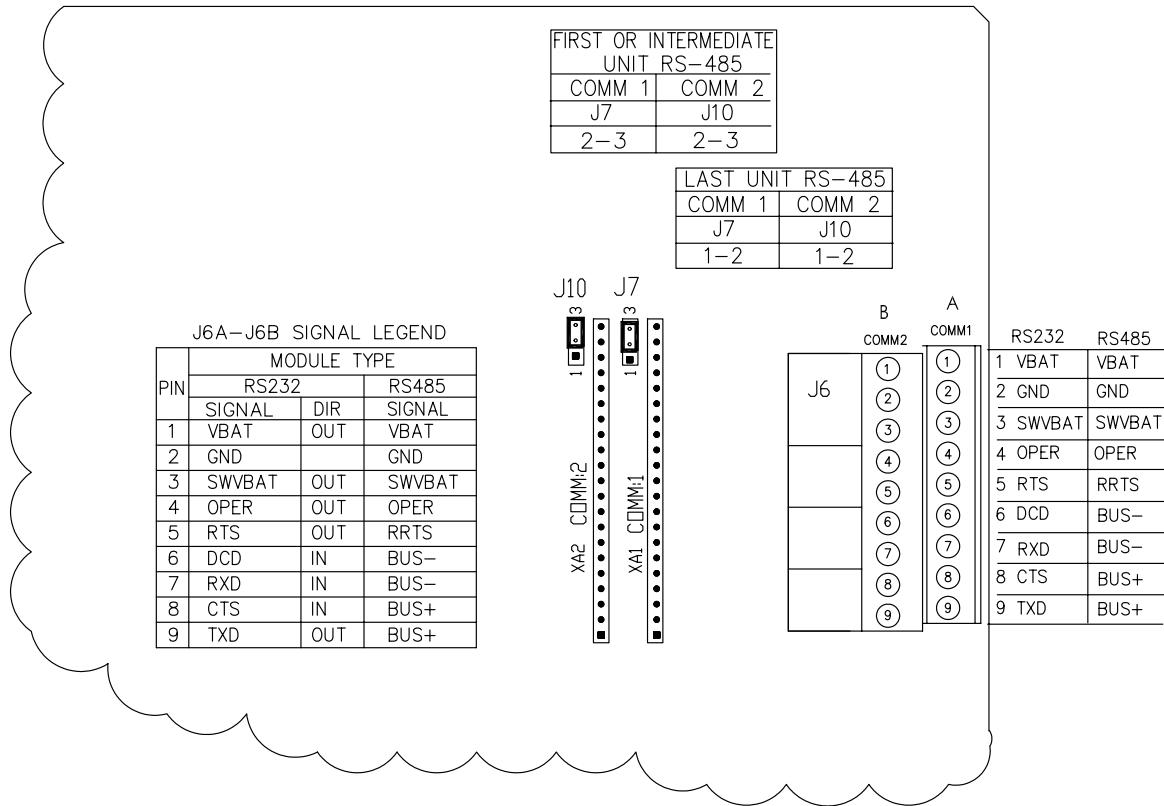 FIRST OR INTERMEDIATE
UNIT RS-485
COMM 1 COMM 2
J7 J10
2-3 2-3
LAST UNIT RS-485
COMM 1 COMM 2
J7 J10
1-2 1-2
J10 J7
3 3
1 1
XA2 COMM:2
XA1 COMM:1
J6A-J6B SIGNAL LEGEND
PIN MODULE TYPE
RS232 RS485
SIGNAL DIR SIGNAL
1 VBAT OUT VBAT
2 GND GND
3 SWVBAT OUT SWVBAT
4 OPER OUT OPER
5 RTS OUT RRTS
6 DCD IN BUS-
7 RXD IN BUS-
8 CTS IN BUS+
9 TXD OUT BUS+
B A
COMM2 COMM1
J6
1 1
2 2
3 3
4 4
5 5
6 6
7 7
8 8
9 9
RS232 RS485
1 VBAT VBAT
2 GND GND
3 SWVBAT SWVBAT
4 OPER OPER
5 RTS RRTS
6 DCD BUS-
7 RXD BUS-
8 CTS BUS+
9 TXD BUS+